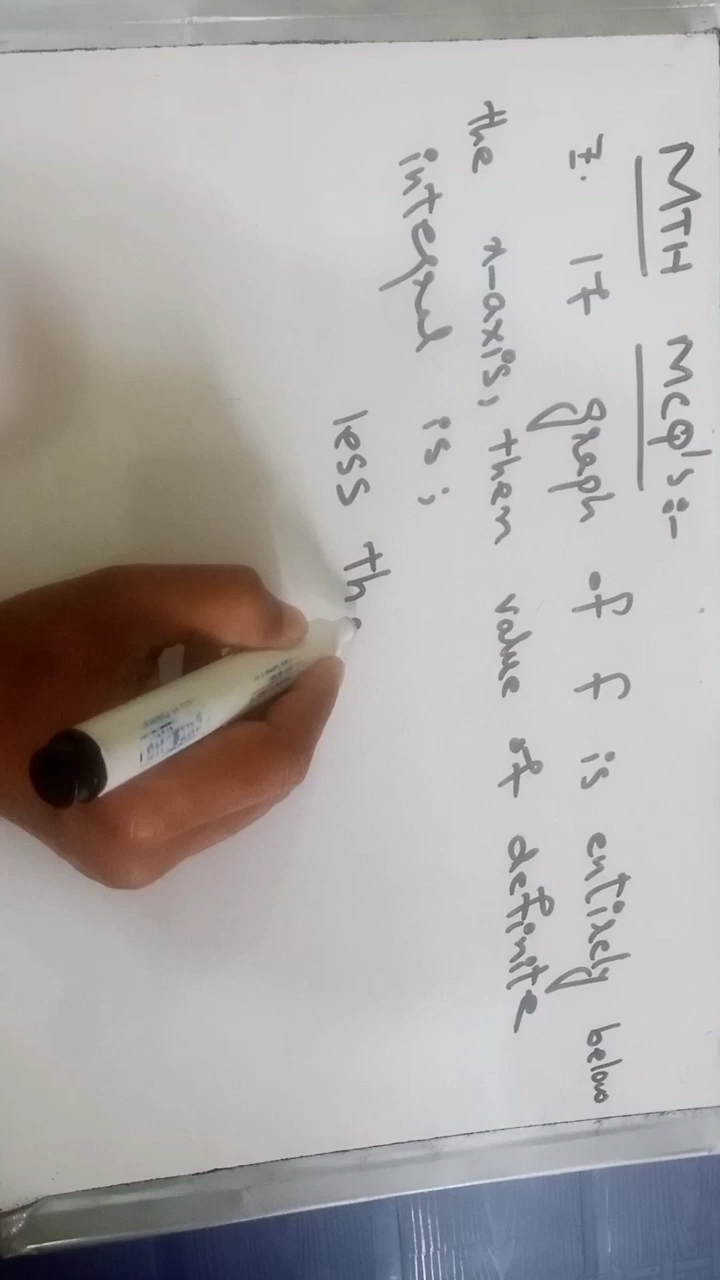 MTH MCQ's:-
7. If graph of f is entirely below
the x-axis, then value of definite
integral is;
less th